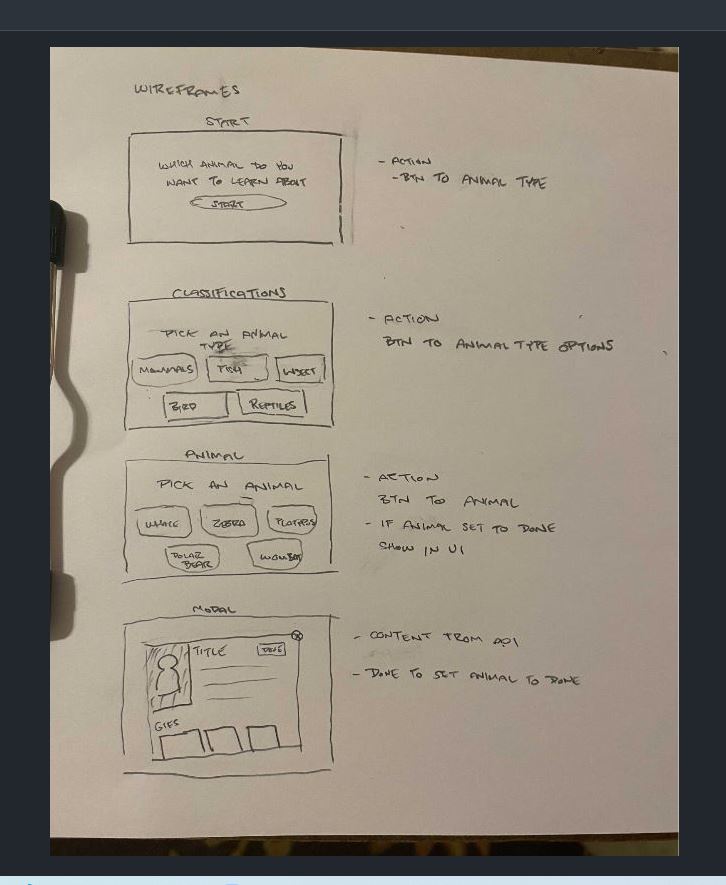 WIREFRAMES
START
WHICH ANIMAL DO YOU
WANT TO LEARN ABOUT
START
- ACTION
- BTN TO ANIMAL TYPE
CLASSIFICATIONS
PICK AN ANIMAL
TYPE
MAMMALS
FISH
INSECT
BIRD
REPTILES
- ACTION
BTN TO ANIMAL TYPE OPTIONS
ANIMAL
PICK AN ANIMAL
WHALE
ZEBRA
PLATYPUS
POLAR
BEAR
WOMBAT
- ACTION
BTN TO ANIMAL
- IF ANIMAL SET TO DONE
SHOW IN UI
MODAL
X
TITLE
DONE
GIFS
- CONTENT FROM API
- DONE TO SET ANIMAL TO DONE